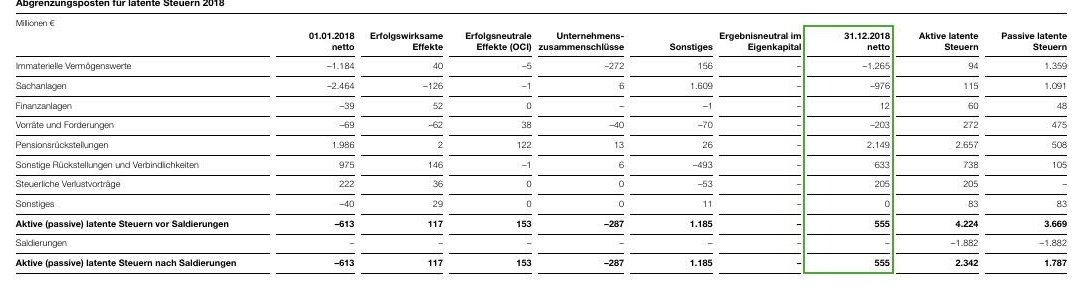 Abgrenzungsposten für latente Steuern 2018
Millionen €
01.01.2018 netto Erfolgswirksame Effekte Erfolgsneutrale Effekte (OCI) Unternehmens-zusammenschlüsse Sonstiges Ergebnisneutral im Eigenkapital 31.12.2018 netto Aktive latente Steuern Passive latente Steuern
Immaterielle Vermögenswerte –1.184 40 –5 –272 156 – –1.265 94 1.359
Sachanlagen –2.464 –126 –1 6 1.609 – –976 115 1.091
Finanzanlagen –39 52 0 – –1 – 12 60 48
Vorräte und Forderungen –69 –62 38 –40 –70 – –203 272 475
Pensionsrückstellungen 1.986 2 122 13 26 – 2.149 2.657 508
Sonstige Rückstellungen und Verbindlichkeiten 975 146 –1 6 –493 – 633 738 105
Steuerliche Verlustvorträge 222 36 0 0 –53 – 205 205 –
Sonstiges –40 29 0 0 11 – 0 83 83
Aktive (passive) latente Steuern vor Saldierungen –613 117 153 –287 1.185 – 555 4.224 3.669
Saldierungen – – – – – – – –1.882 –1.882
Aktive (passive) latente Steuern nach Saldierungen –613 117 153 –287 1.185 – 555 2.342 1.787